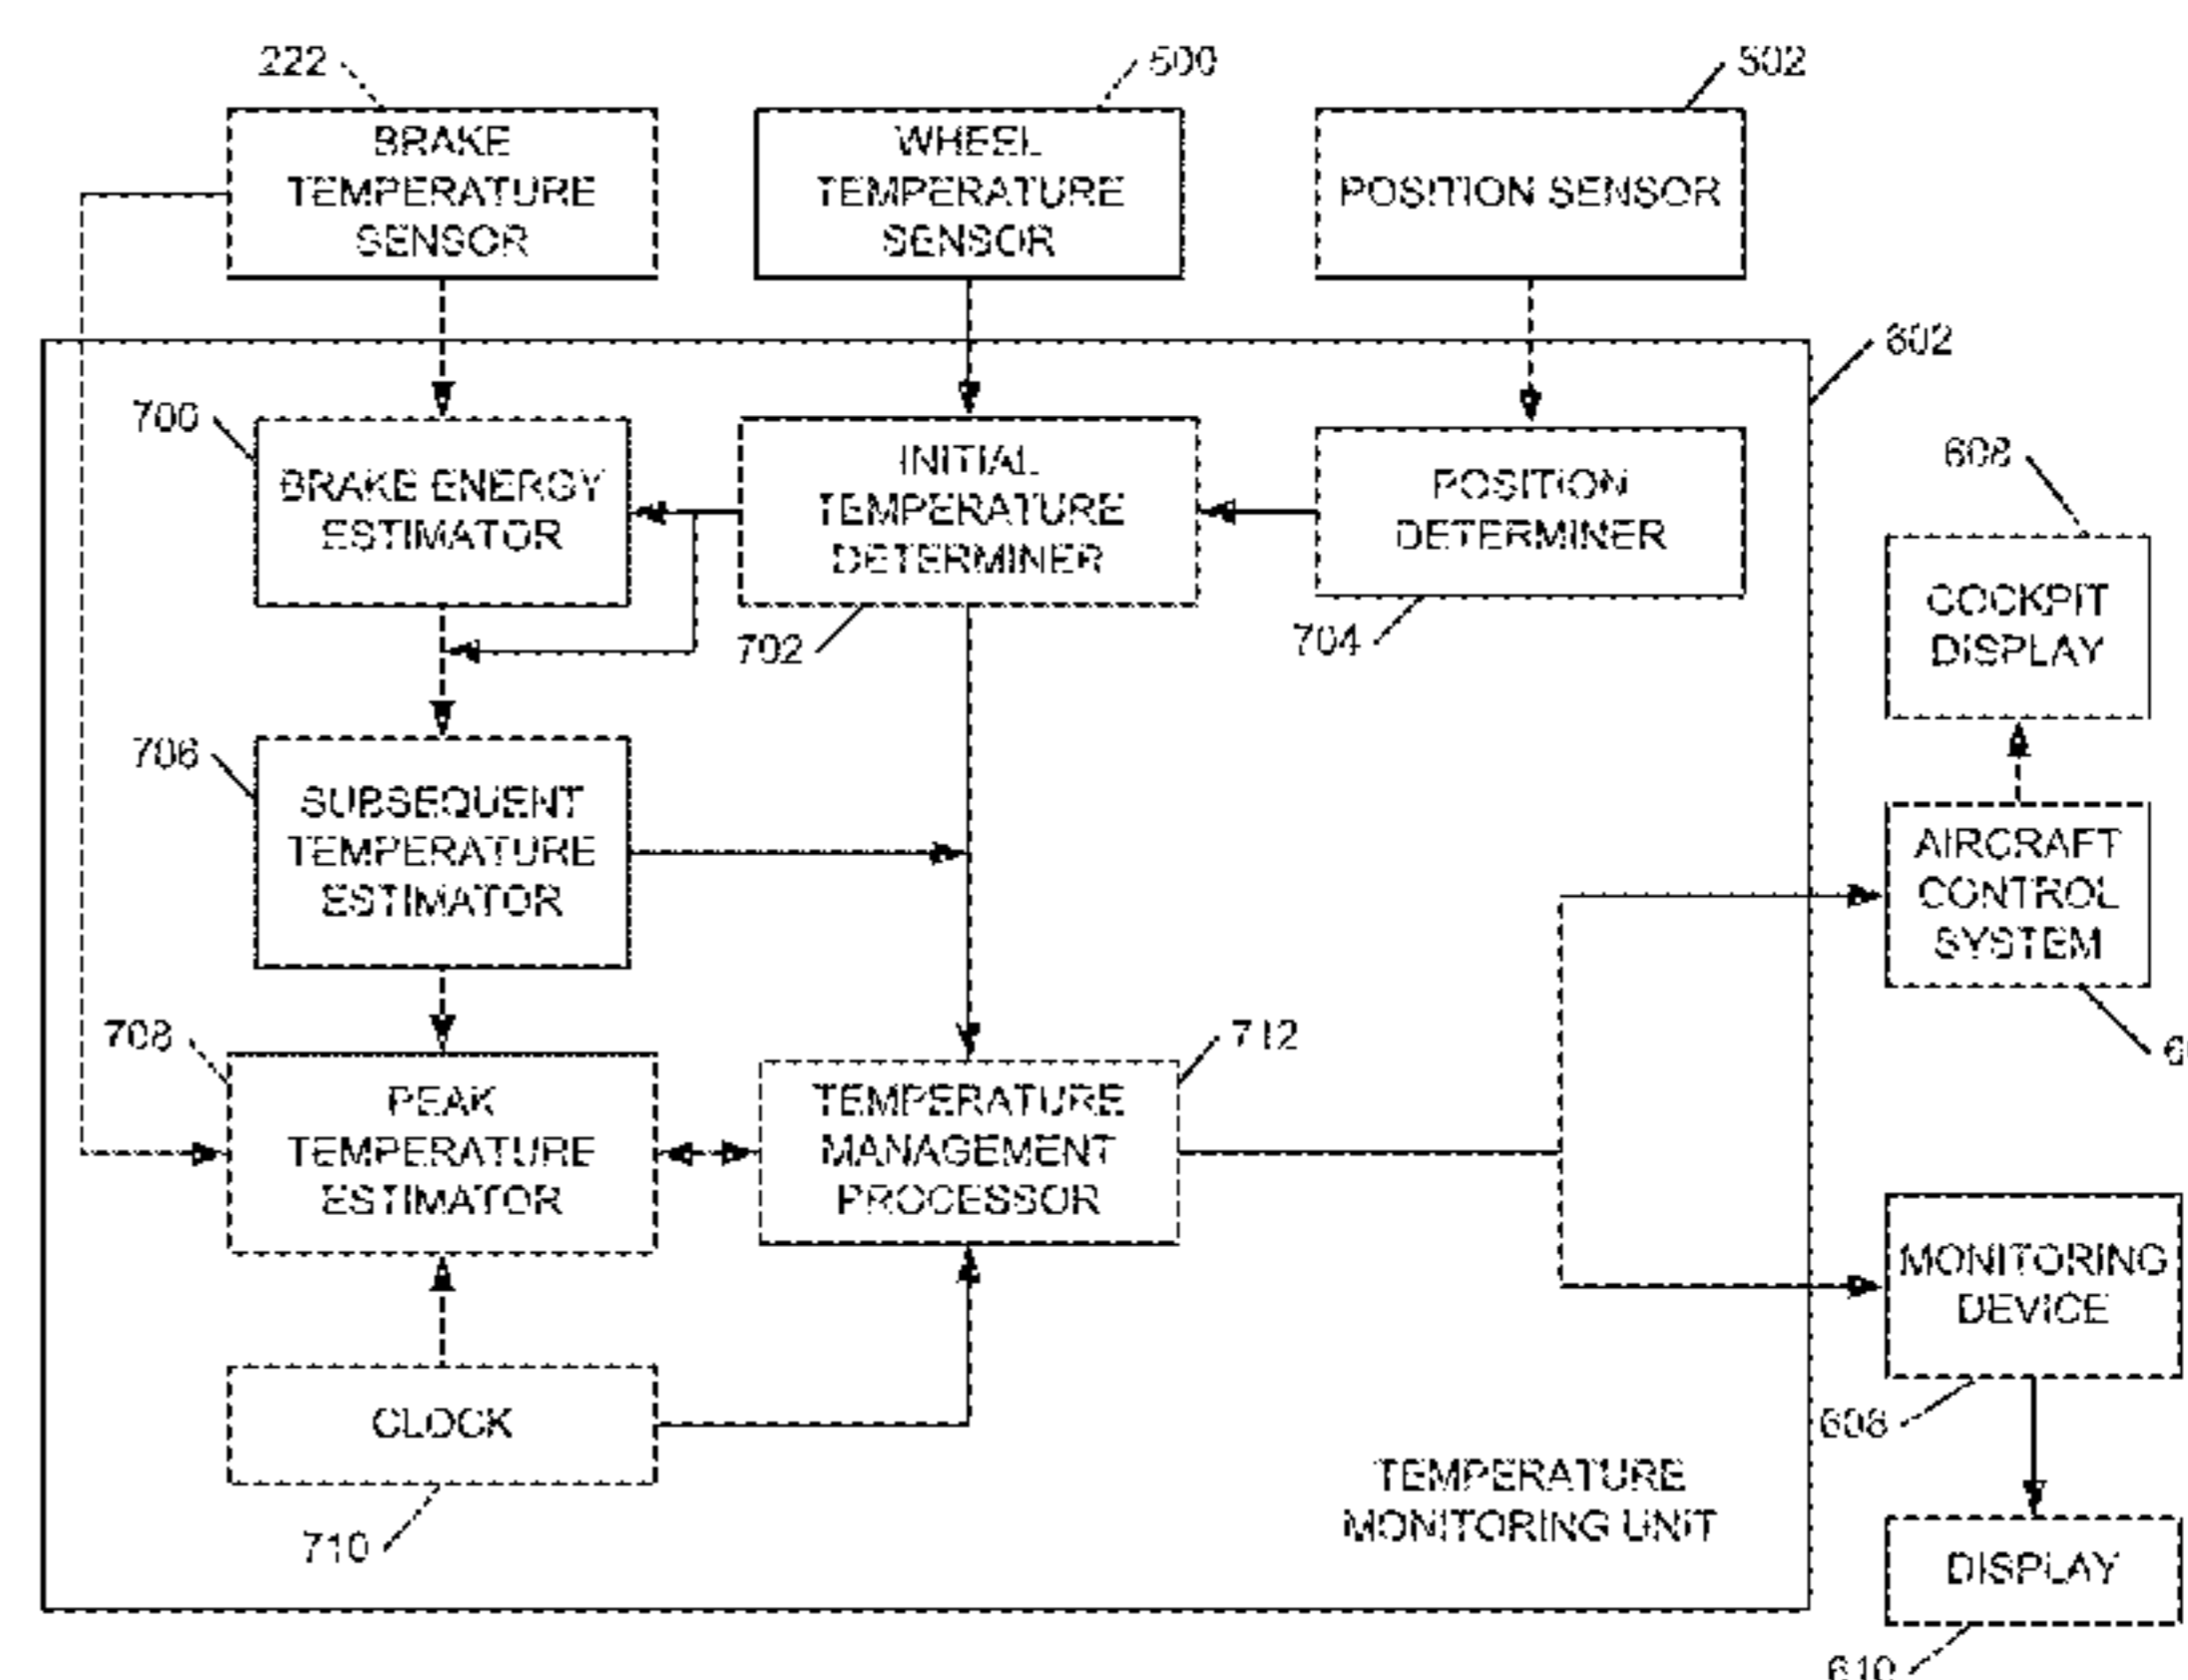 222
500
502
BRAKE
TEMPERATURE
SENSOR
WHEEL
TEMPERATURE
SENSOR
POSITION SENSOR
602
700
BRAKE ENERGY
ESTIMATOR
INITIAL
TEMPERATURE
DETERMINER
POSITION
DETERMINER
702
704
608
COCKPIT
DISPLAY
706
SUBSEQUENT
TEMPERATURE
ESTIMATOR
AIRCRAFT
CONTROL
SYSTEM
708
PEAK
TEMPERATURE
ESTIMATOR
712
TEMPERATURE
MANAGEMENT
PROCESSOR
MONITORING
DEVICE
608
CLOCK
710
TEMPERATURE
MONITORING UNIT
DISPLAY
610